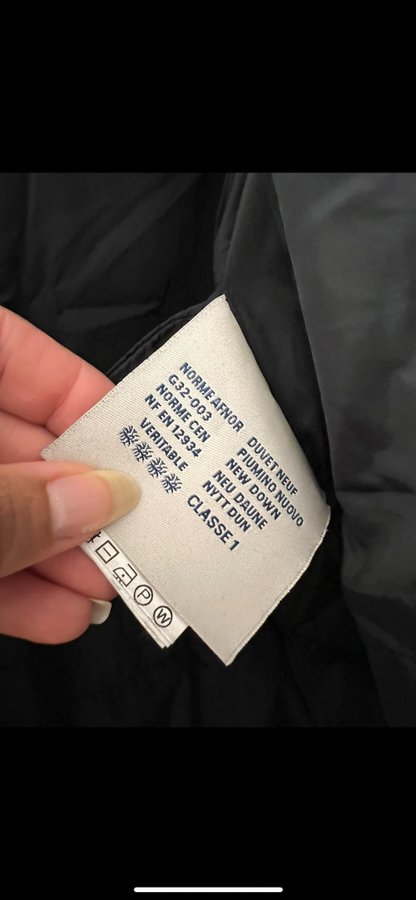 NORME AFNOR
G32-003
NORME CEN
NF EN 12934
VERITABLE
DUVET NEUF
PIUMINO NUOVO
NEW DOWN
NEU DAUNE
NYTT DUN
CLASSE 1
P
W